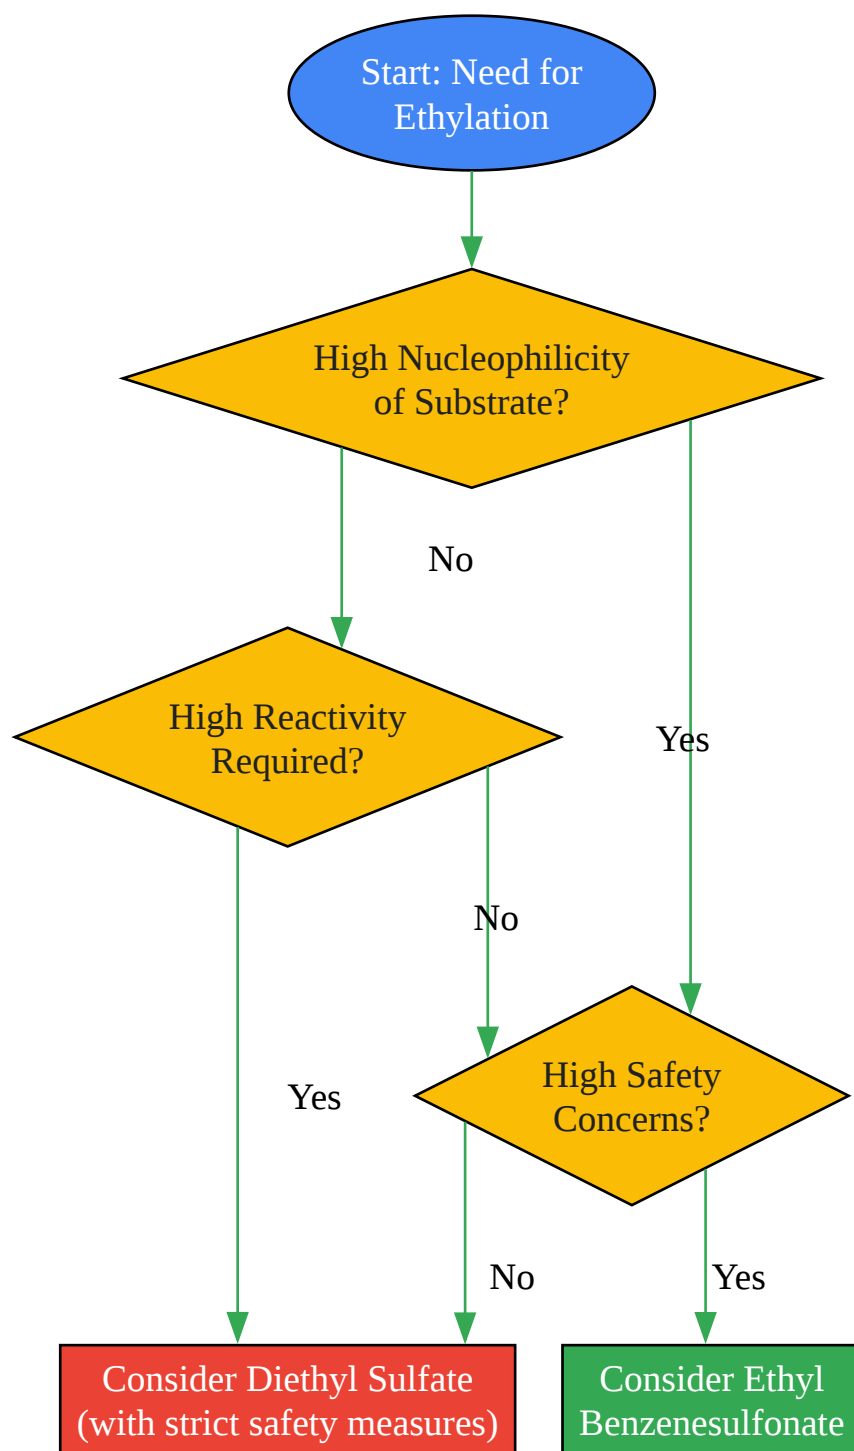 Start: Need for
Ethylation
High Nucleophilicity
of Substrate?
No
High Reactivity
Required?
Yes
No
High Safety
Concerns?
Yes
No
Yes
Consider Diethyl Sulfate
(with strict safety measures)
Consider Ethyl
Benzenesulfonate